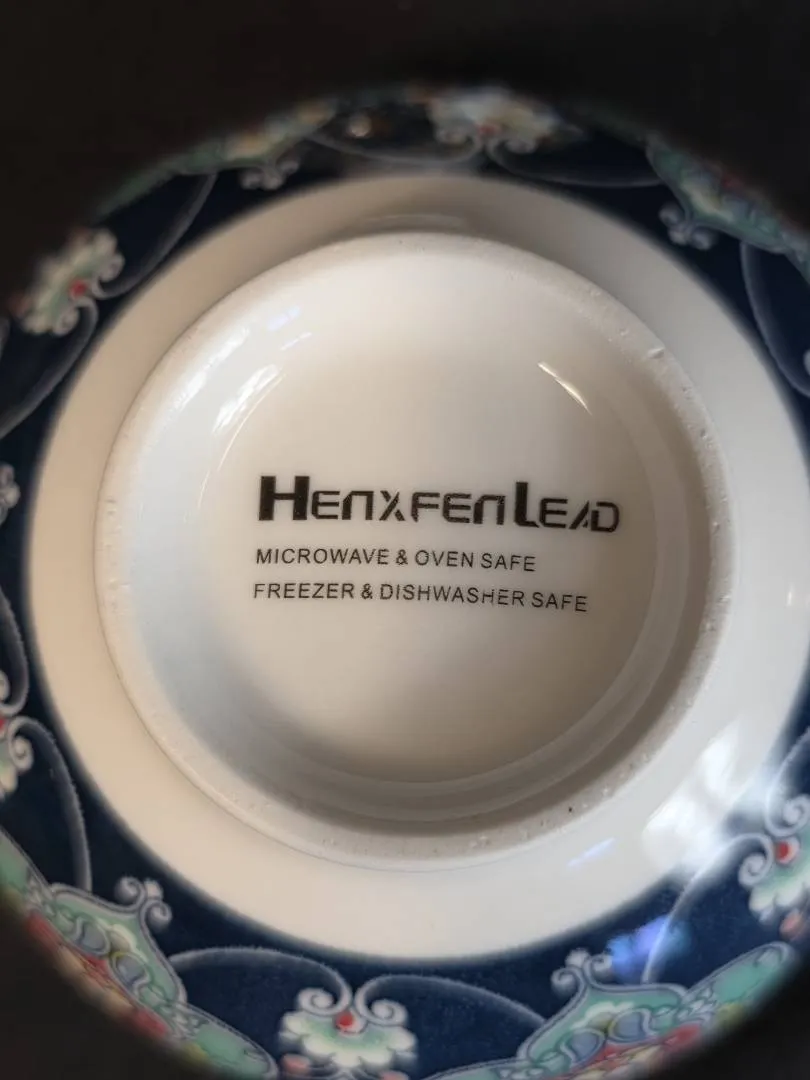 HENXFENLEAD
MICROWAVE & OVEN SAFE
FREEZER & DISHWASHER SAFE